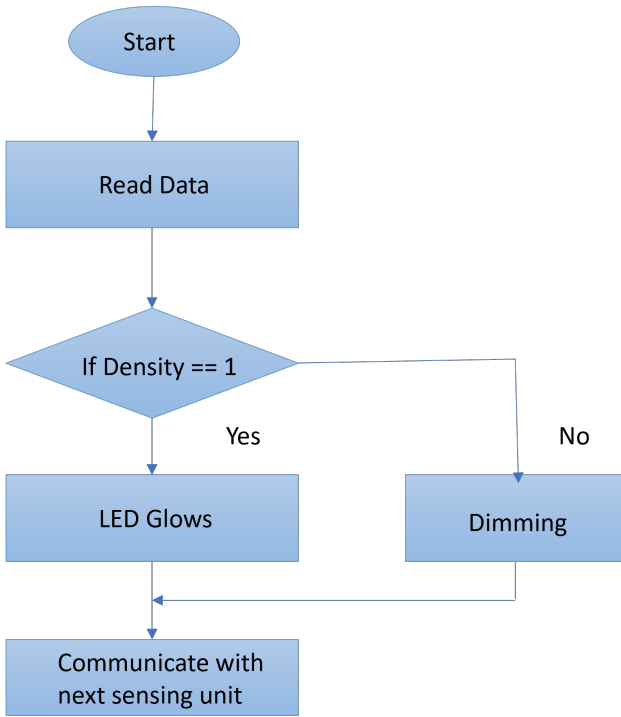 Start
Read Data
If Density == 1
Yes
No
LED Glows
Dimming
Communicate with
next sensing unit